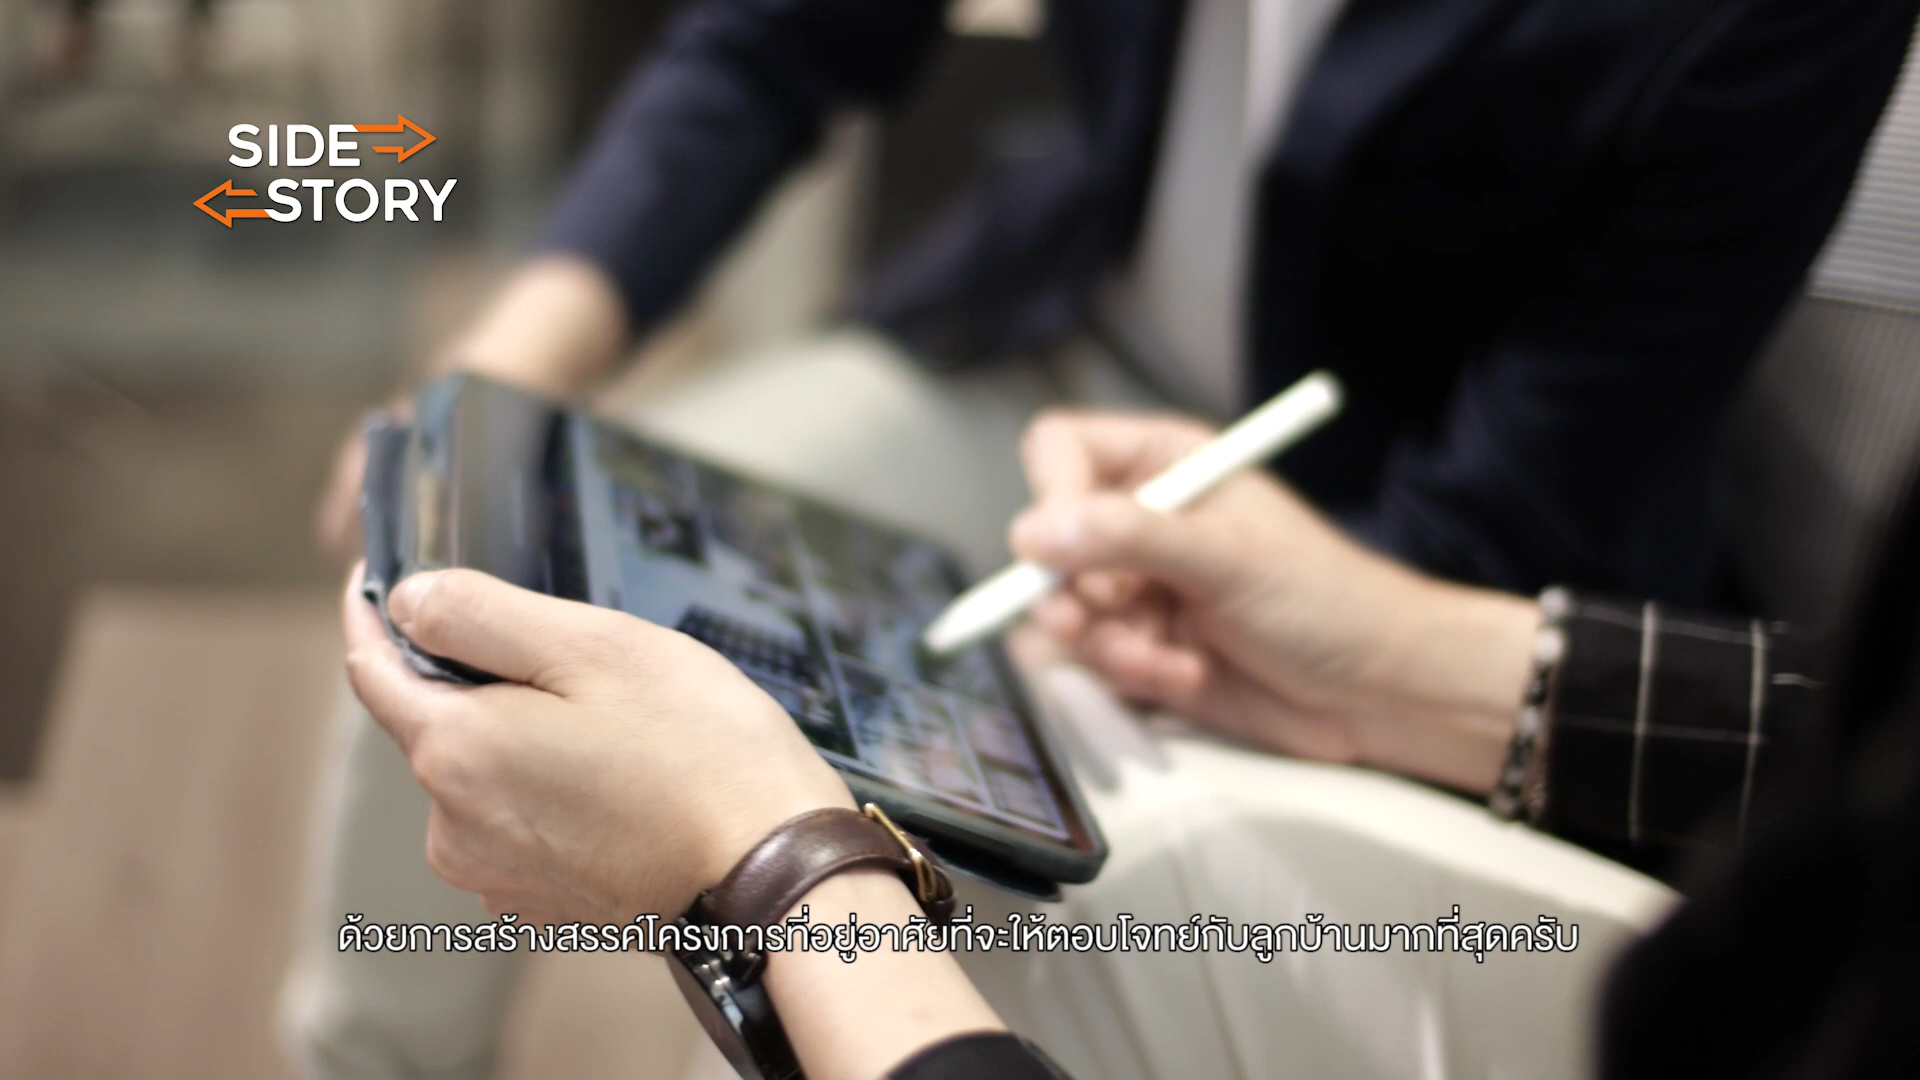 SIDE
STORY
ด้วยการสร้างสรรค์โครงการที่อยู่อาศัยที่จะให้ตอบโจทย์กับลูกบ้านมากที่สุดครับ